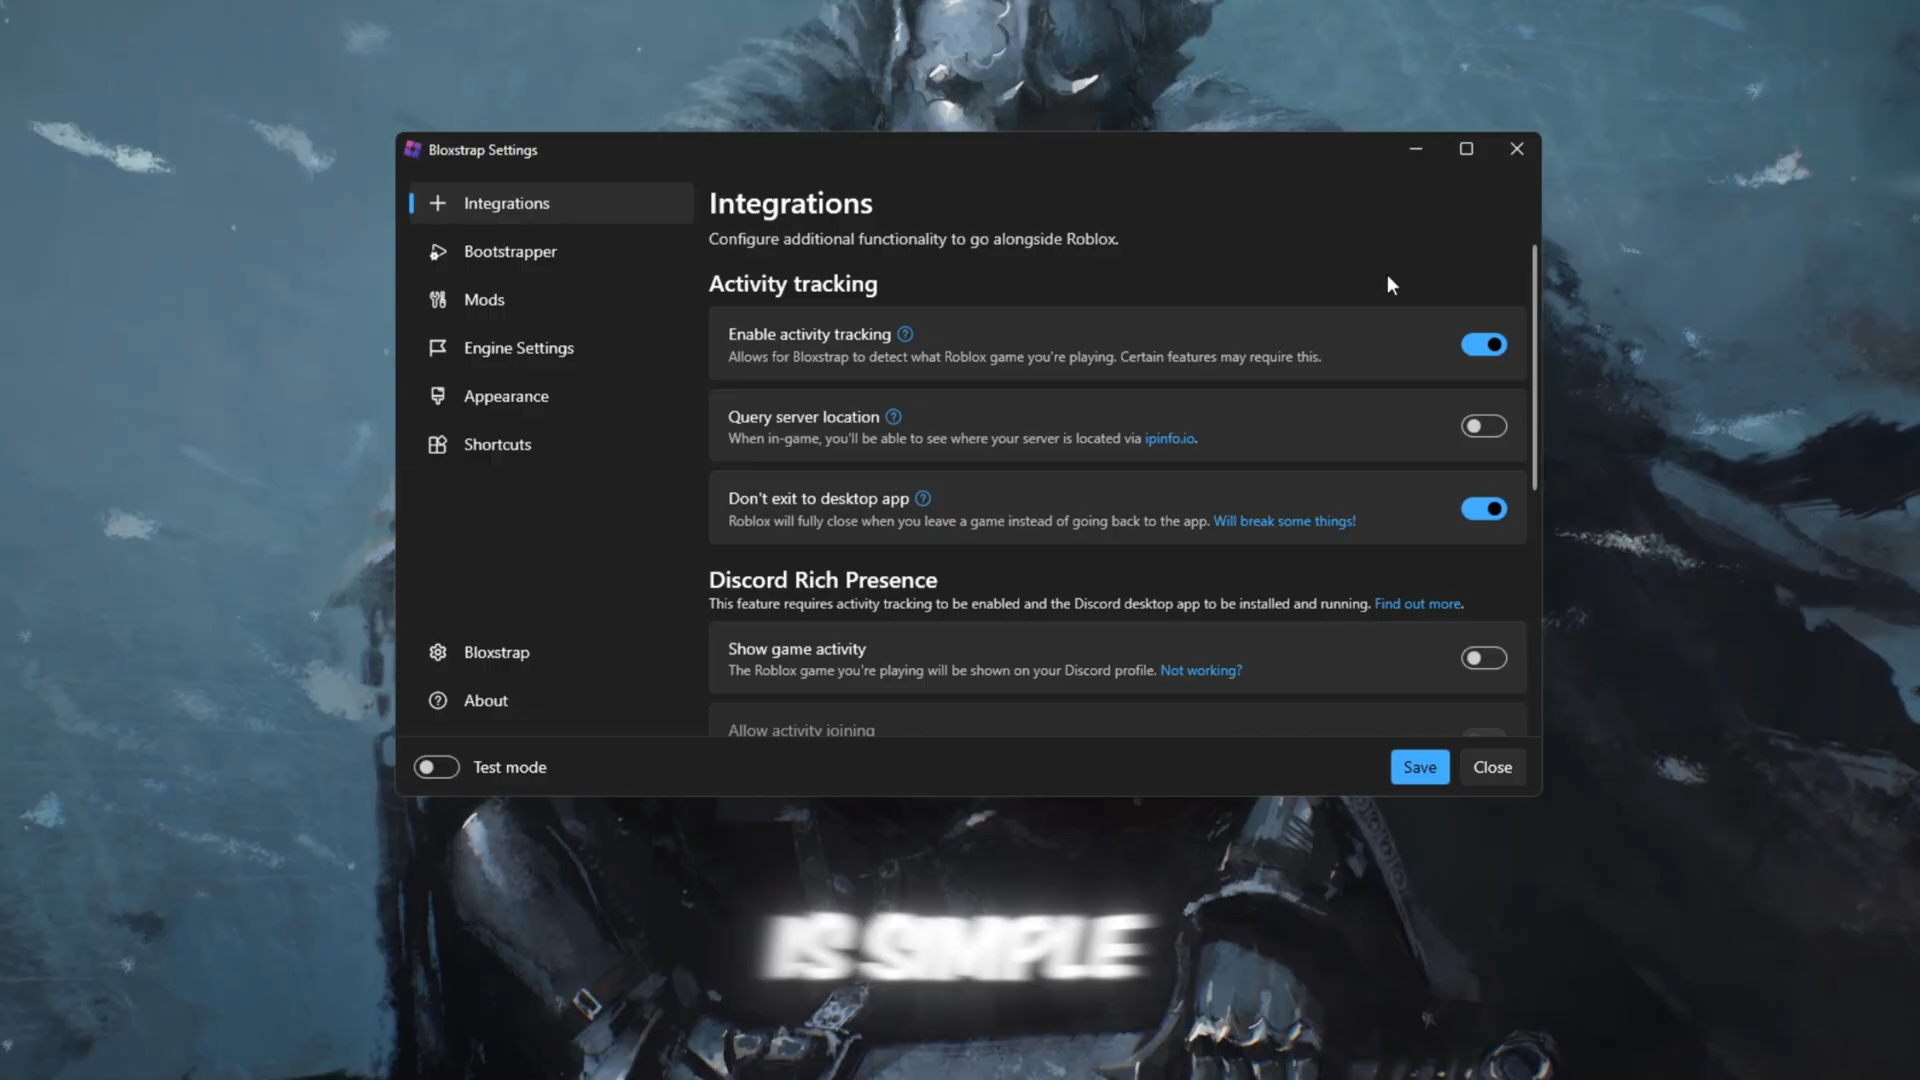 Bloxstrap Settings
Integrations
Bootstrapper
Mods
Engine Settings
Appearance
Shortcuts
Bloxstrap
About
Integrations
Configure additional functionality to go alongside Roblox.
Activity tracking
Enable activity tracking
Allows for Bloxstrap to detect what Roblox game you're playing. Certain features may require this.
Query server location
When in-game, you'll be able to see where your server is located via ipinfo.io.
Don't exit to desktop app
Roblox will fully close when you leave a game instead of going back to the app. Will break some things!
Discord Rich Presence
This feature requires activity tracking to be enabled and the Discord desktop app to be installed and running. Find out more.
Show game activity
The Roblox game you're playing will be shown on your Discord profile. Not working?
Allow activity joining
Test mode
Save
Close
IS SIMPLE